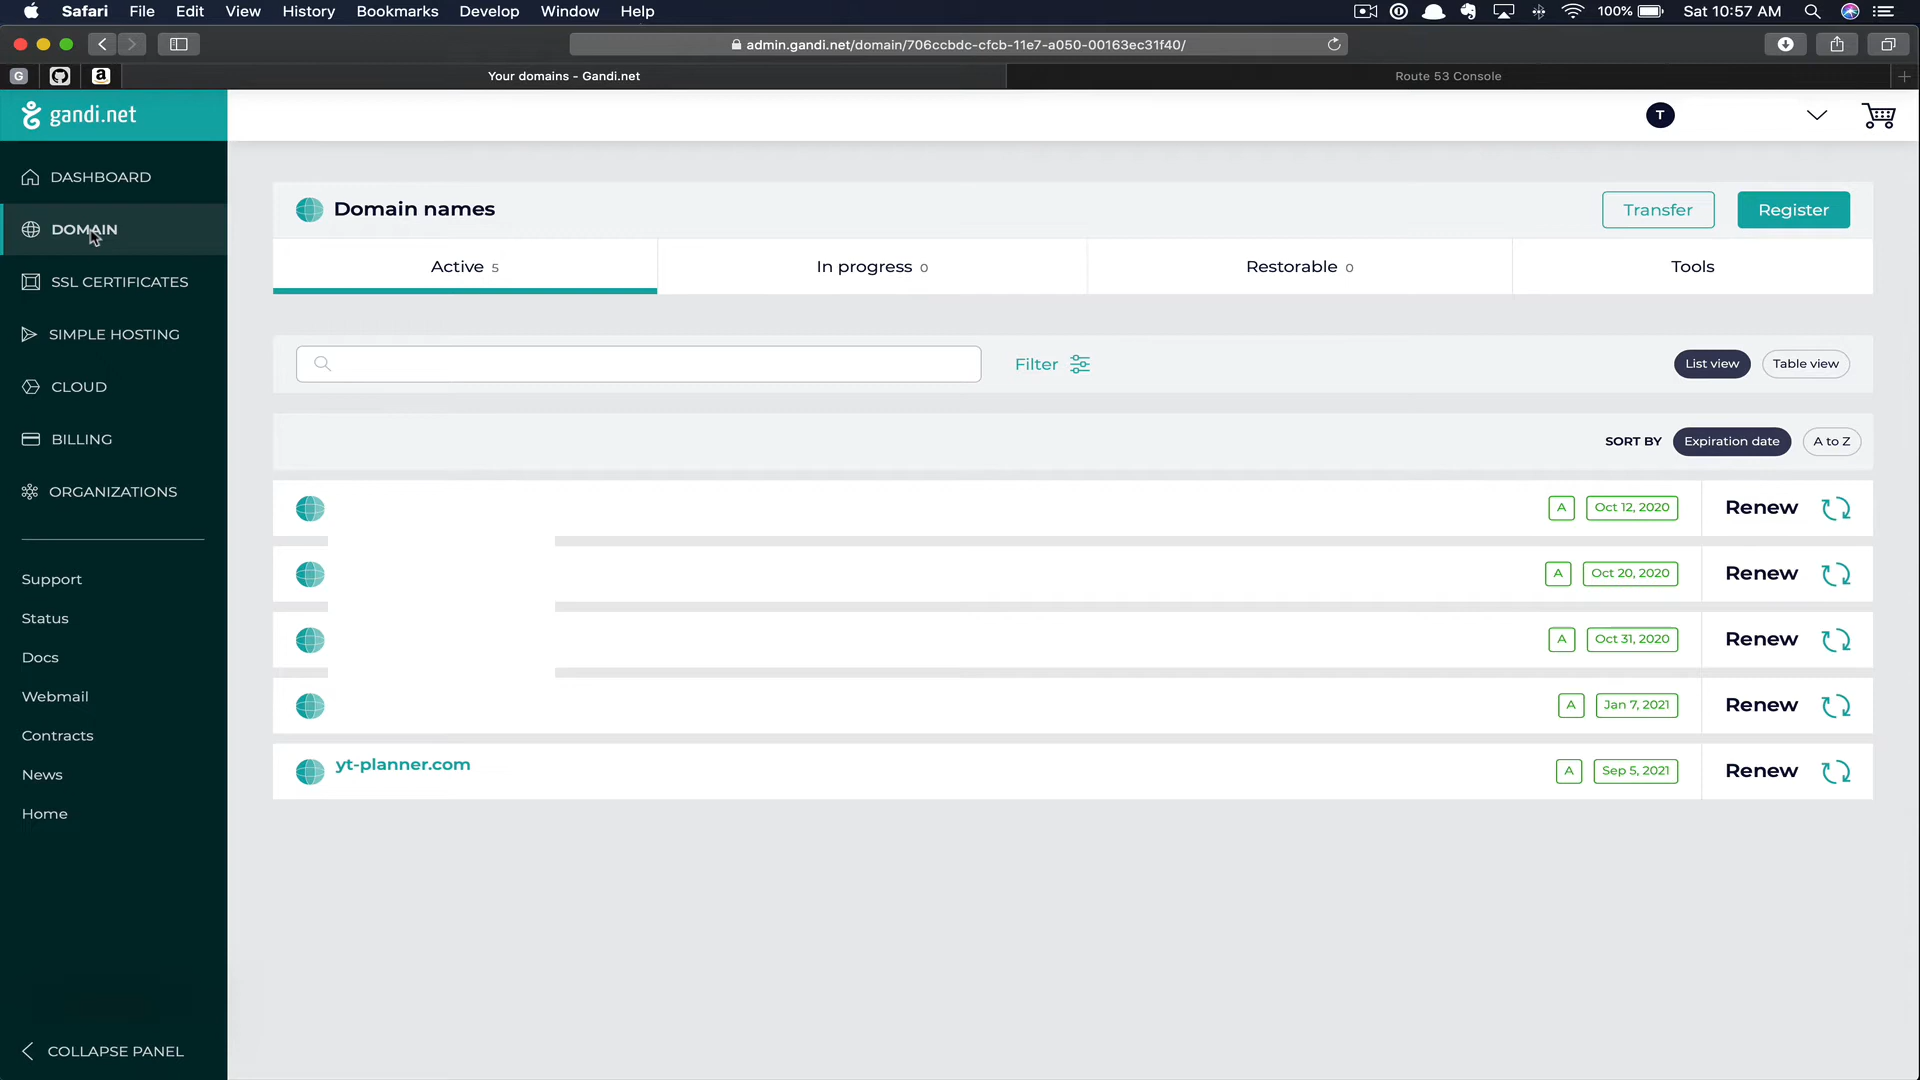 Safari File Edit View History Bookmarks Develop Window Help 100% Sat 10:57 AM
admin.gandi.net/domain/706ccbdc-cfcb-11e7-a050-00163ec31f40/
G a Your domains - Gandi.net Route 53 Console
gandi.net T
DASHBOARD
DOMAIN
SSL CERTIFICATES
SIMPLE HOSTING
CLOUD
BILLING
ORGANIZATIONS
Support
Status
Docs
Webmail
Contracts
News
Home
COLLAPSE PANEL
Domain names Transfer Register
Active 5 In progress 0 Restorable 0 Tools
Filter List view Table view
SORT BY Expiration date A to Z
A Oct 12, 2020 Renew
A Oct 20, 2020 Renew
A Oct 31, 2020 Renew
A Jan 7, 2021 Renew
yt-planner.com A Sep 5, 2021 Renew